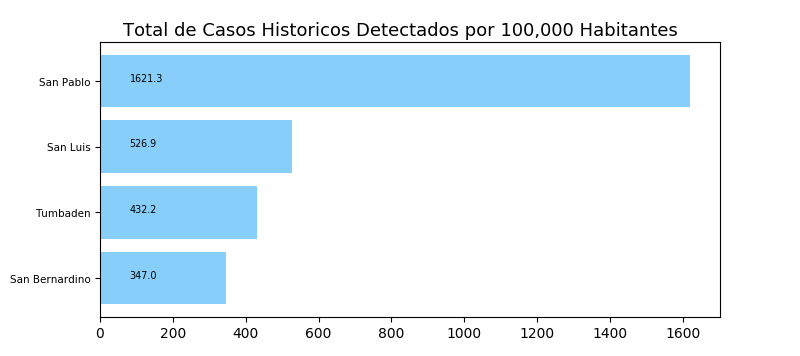 Total de Casos Historicos Detectados por 100,000 Habitantes
San Pablo 1621.3
San Luis 526.9
Tumbaden 432.2
San Bernardino 347.0
0 200 400 600 800 1000 1200 1400 1600